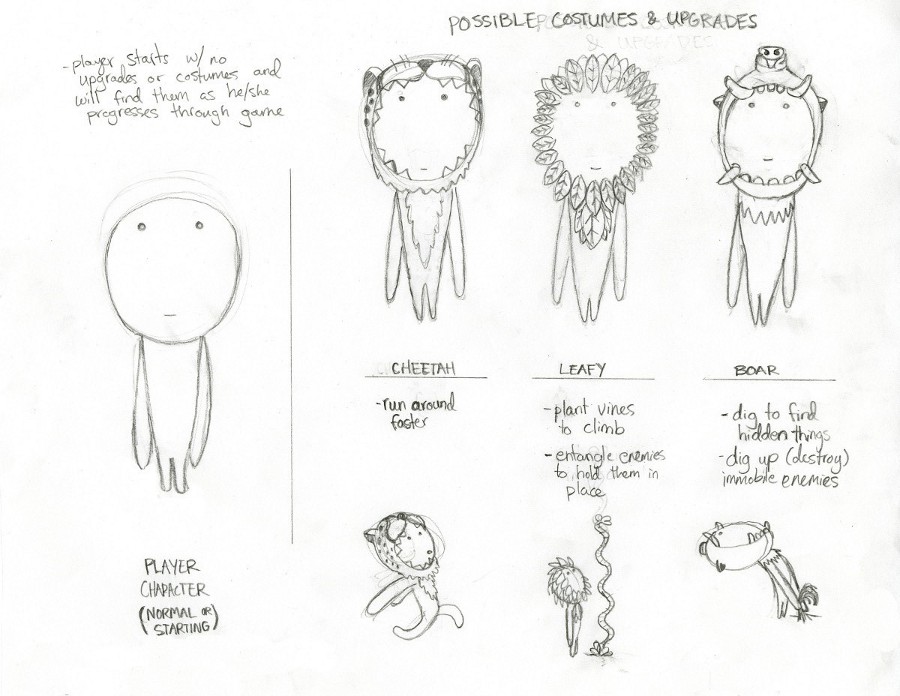 POSSIBLE COSTUMES & UPGRADES
-player starts w/ no
upgrades or costumes and
will find them as he/she
progresses through game
PLAYER
CHARACTER
(NORMAL OR
STARTING)
CHEETAH
-run around
faster
LEAFY
-plant vines
to climb
-entangle enemies
to hold them in
place
BOAR
-dig to find
hidden things
-dig up (destroy)
immobile enemies